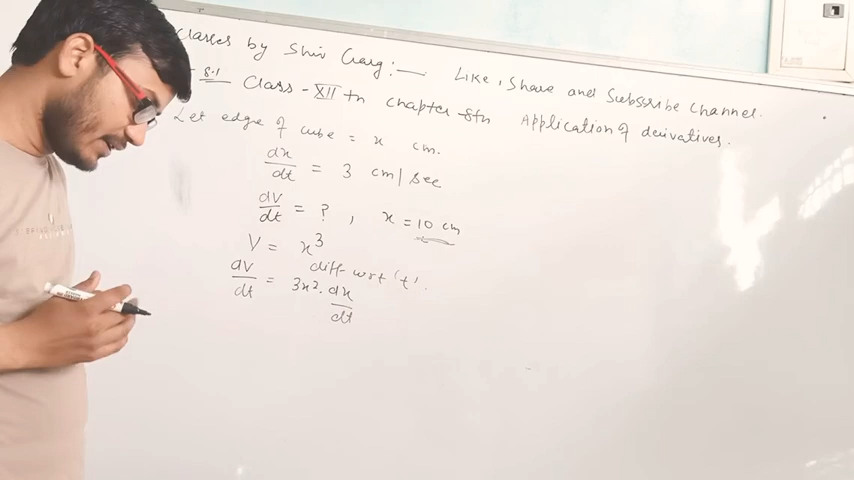 Classes by Shiv Garg:— Like, Share and Subscribe Channel.
8.1 Class - XII th chapter 8th Application of derivatives.
Let edge of cube = x cm.
dx/dt = 3 cm/sec
dV/dt = ? , x = 10 cm
V = x³
diff wrt 't'.
dV/dt = 3x². dx/dt